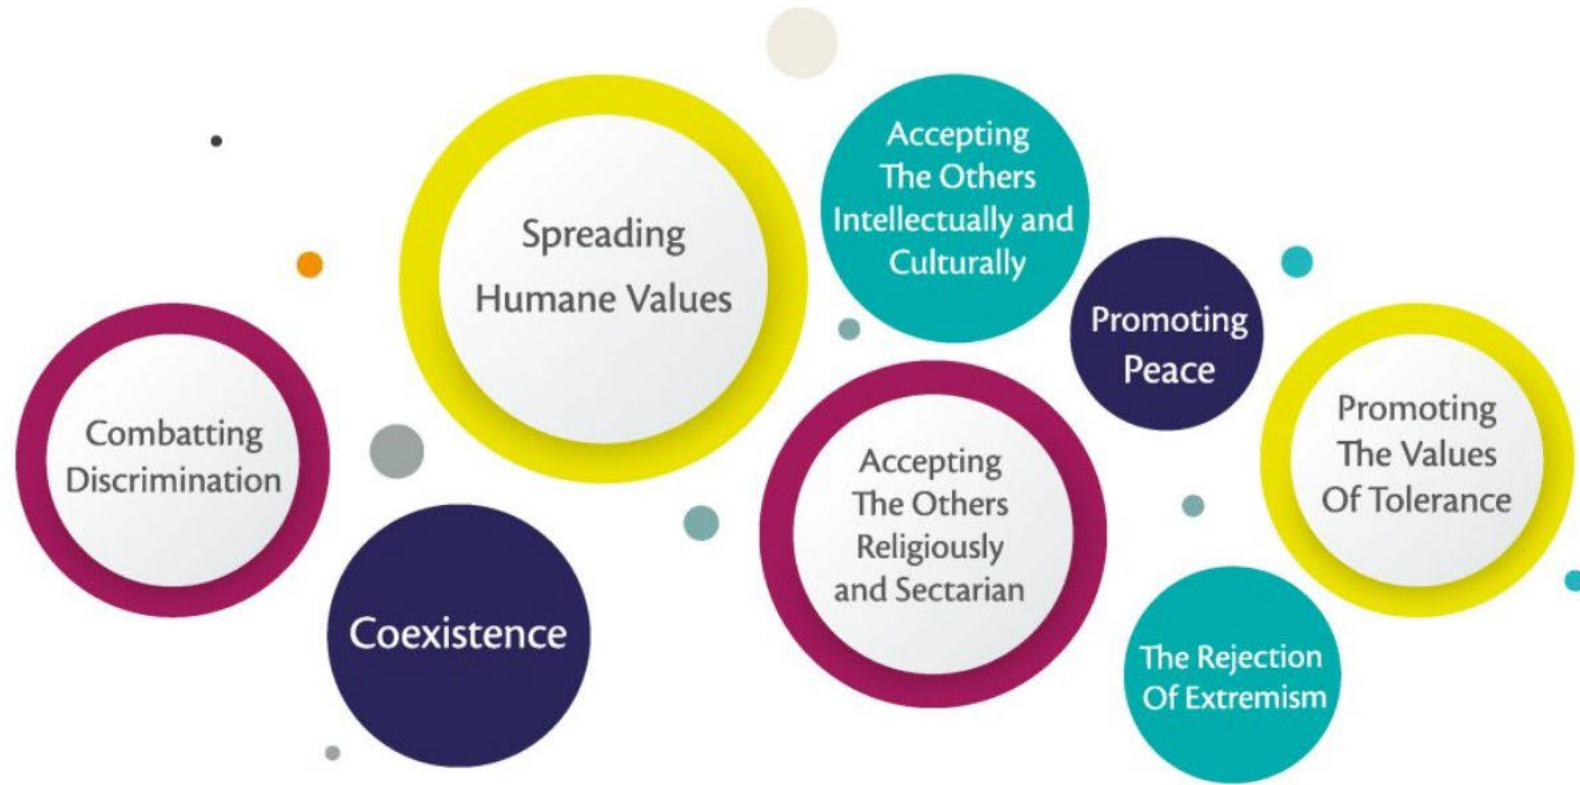 Combatting
Discrimination
Coexistence
Spreading
Humane Values
Accepting
The Others
Intellectually and
Culturally
Accepting
The Others
Religiously
and Sectarian
Promoting
Peace
The Rejection
Of Extremism
Promoting
The Values
Of Tolerance